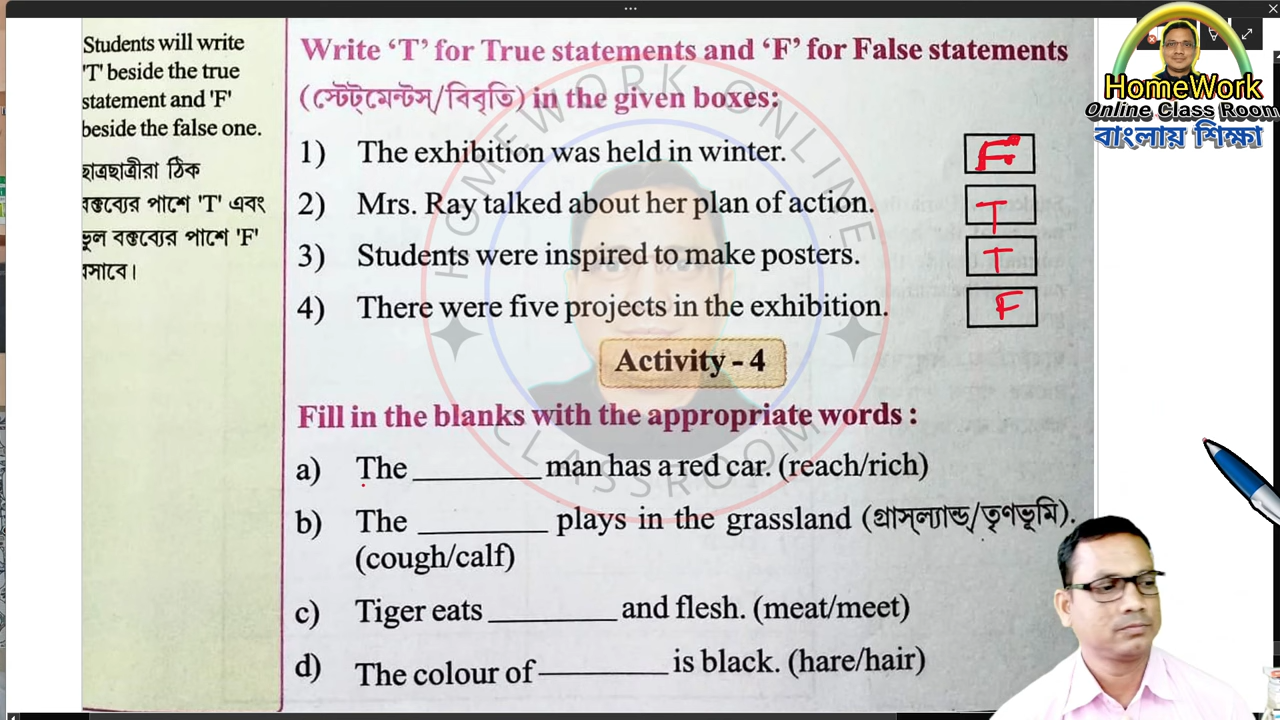 Students will write
'T' beside the true
statement and 'F'
beside the false one.
ছাত্রছাত্রীরা ঠিক
বক্তব্যের পাশে 'T' এবং
ভুল বক্তব্যের পাশে 'F'
বসাবে।
Write ‘T’ for True statements and ‘F’ for False statements
(স্টেট্‌মেন্টস্/বিবৃতি) in the given boxes:
1) The exhibition was held in winter. F
2) Mrs. Ray talked about her plan of action. T
3) Students were inspired to make posters. T
4) There were five projects in the exhibition. F
Activity - 4
Fill in the blanks with the appropriate words :
a) The ________ man has a red car. (reach/rich)
b) The ________ plays in the grassland (গ্রাস্‌ল্যান্ড/তৃণভূমি).
(cough/calf)
c) Tiger eats ________ and flesh. (meat/meet)
d) The colour of ________ is black. (hare/hair)
HOMEWORK ONLINE
CLASSROOM
HomeWork
Online Class Room
বাংলায় শিক্ষা